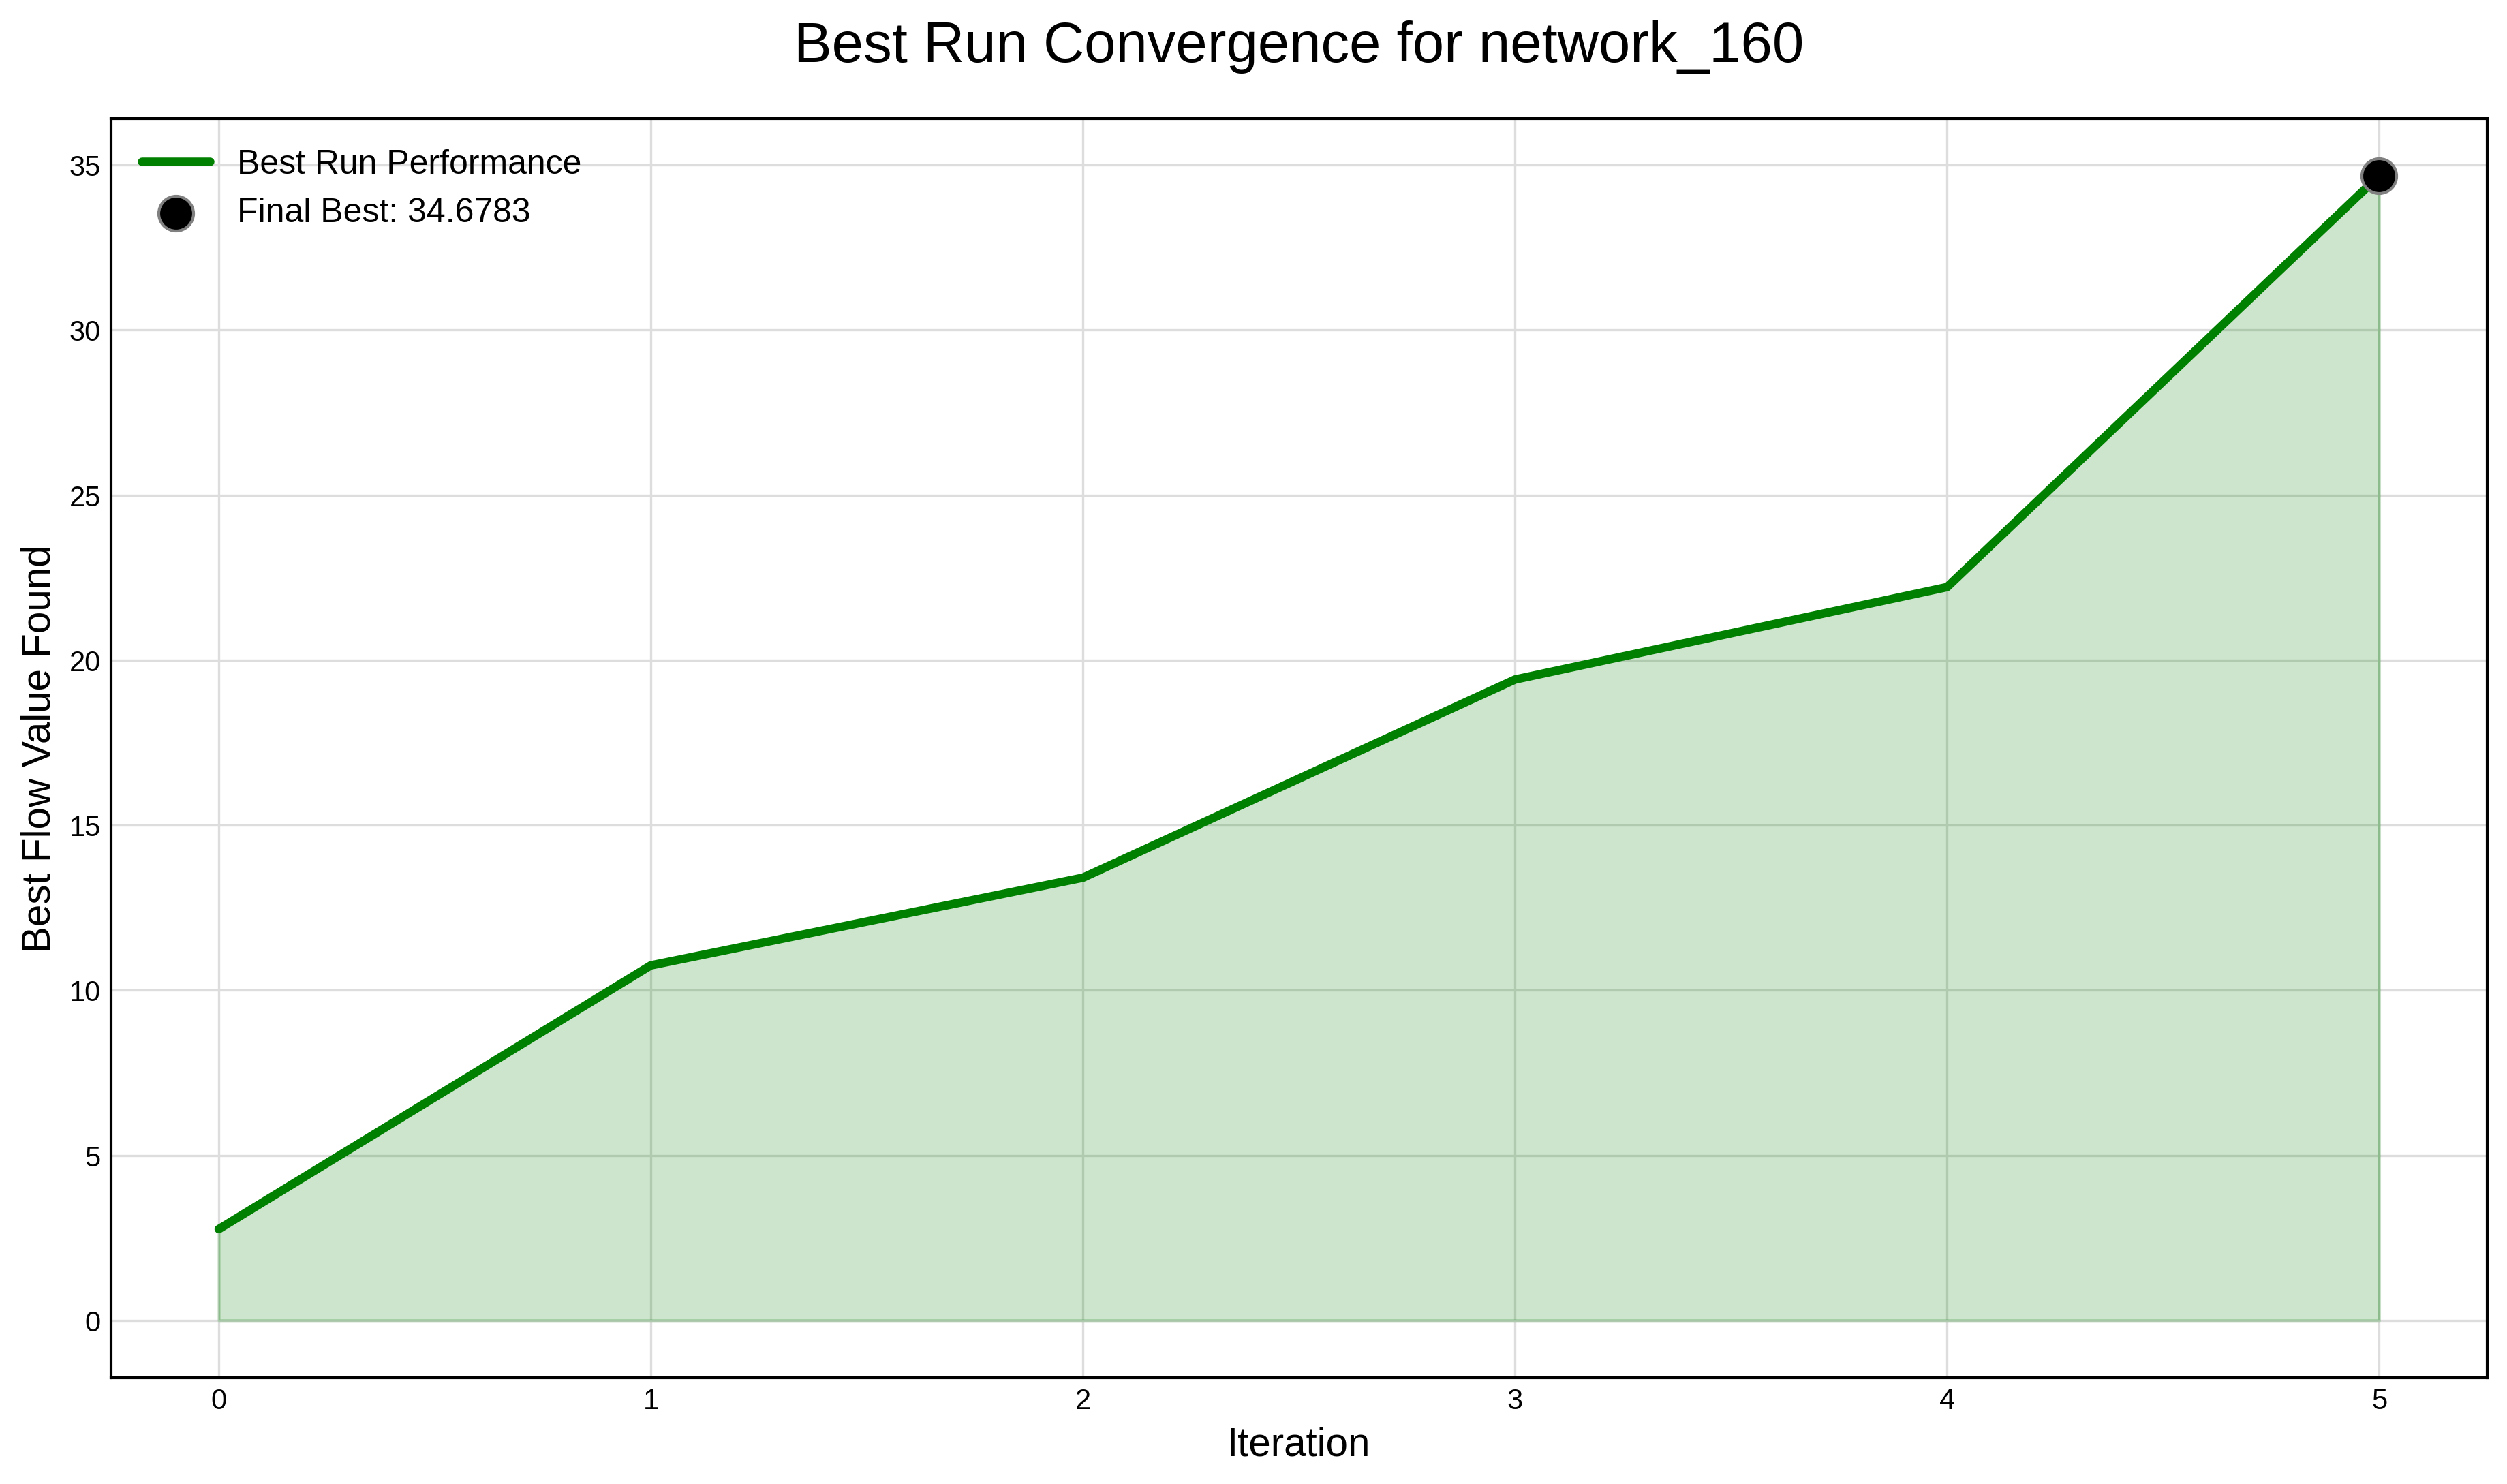 Best Run Convergence for network_160
Best Run Performance
Final Best: 34.6783
35
30
25
20
15
10
5
0
Best Flow Value Found
0 1 2 3 4 5
Iteration